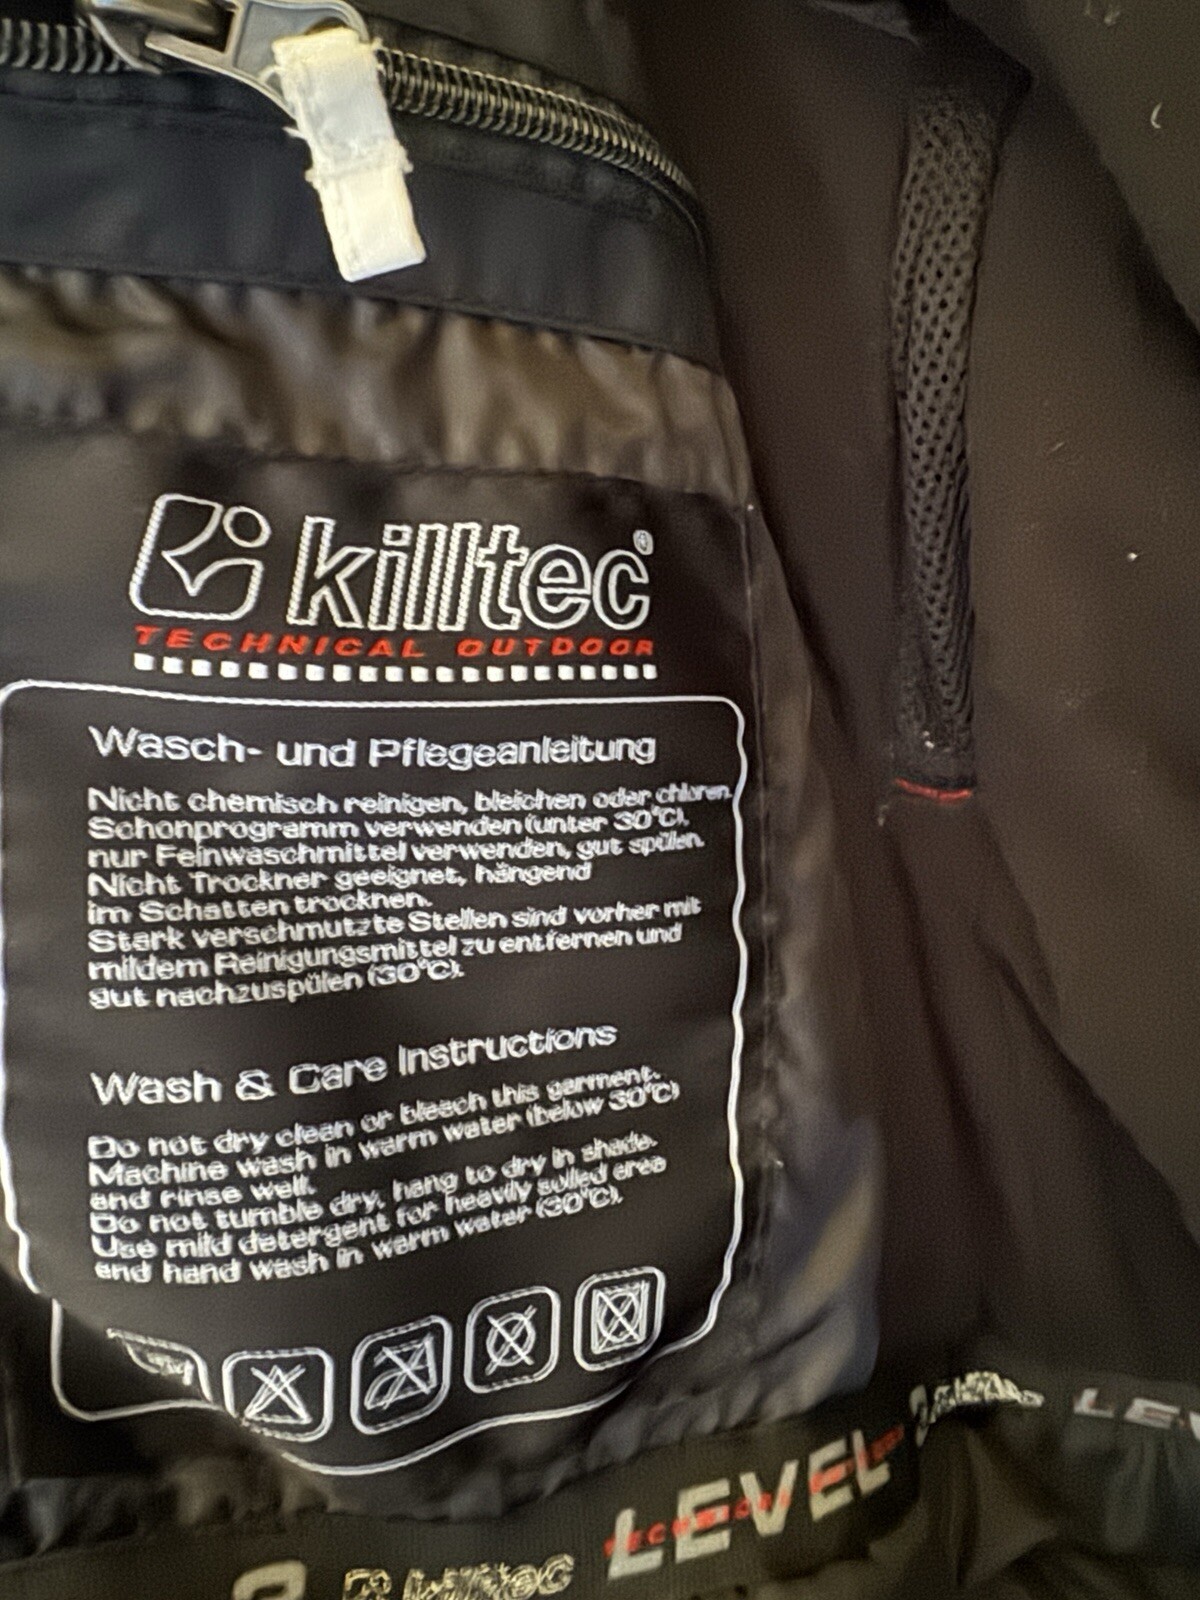 killtec®
TECHNICAL OUTDOOR
Wasch- und Pflegeanleitung
Nicht chemisch reinigen, bleichen oder chloren.
Schonprogramm verwenden (unter 30°C),
nur Feinwaschmittel verwenden, gut spülen.
Nicht Trockner geeignet, hängend
im Schatten trocknen.
Stark verschmutzte Stellen sind vorher mit
mildem Reinigungsmittel zu entfernen und
gut nachzuspülen (30°C).
Wash & Care Instructions
Do not dry clean or bleach this garment.
Machine wash in warm water (below 30°C)
and rinse well.
Do not tumble dry, hang to dry in shade.
Use mild detergent for heavily soiled area
and hand wash in warm water (30°C).
killtec LEVEL
TECHNICAL